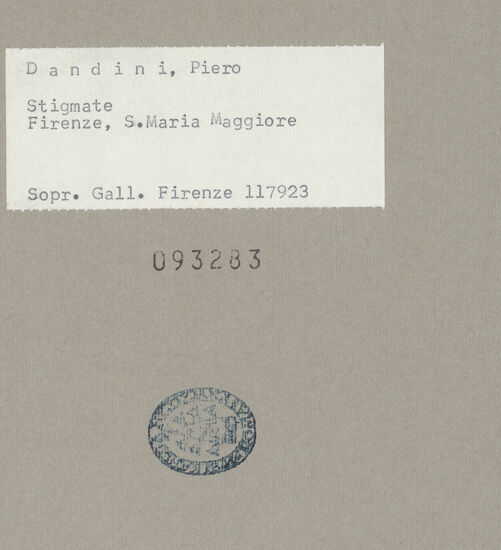 D a n d i n i, Piero
Stigmate
Firenze, S.Maria Maggiore
Sopr. Gall. Firenze 117923
093283